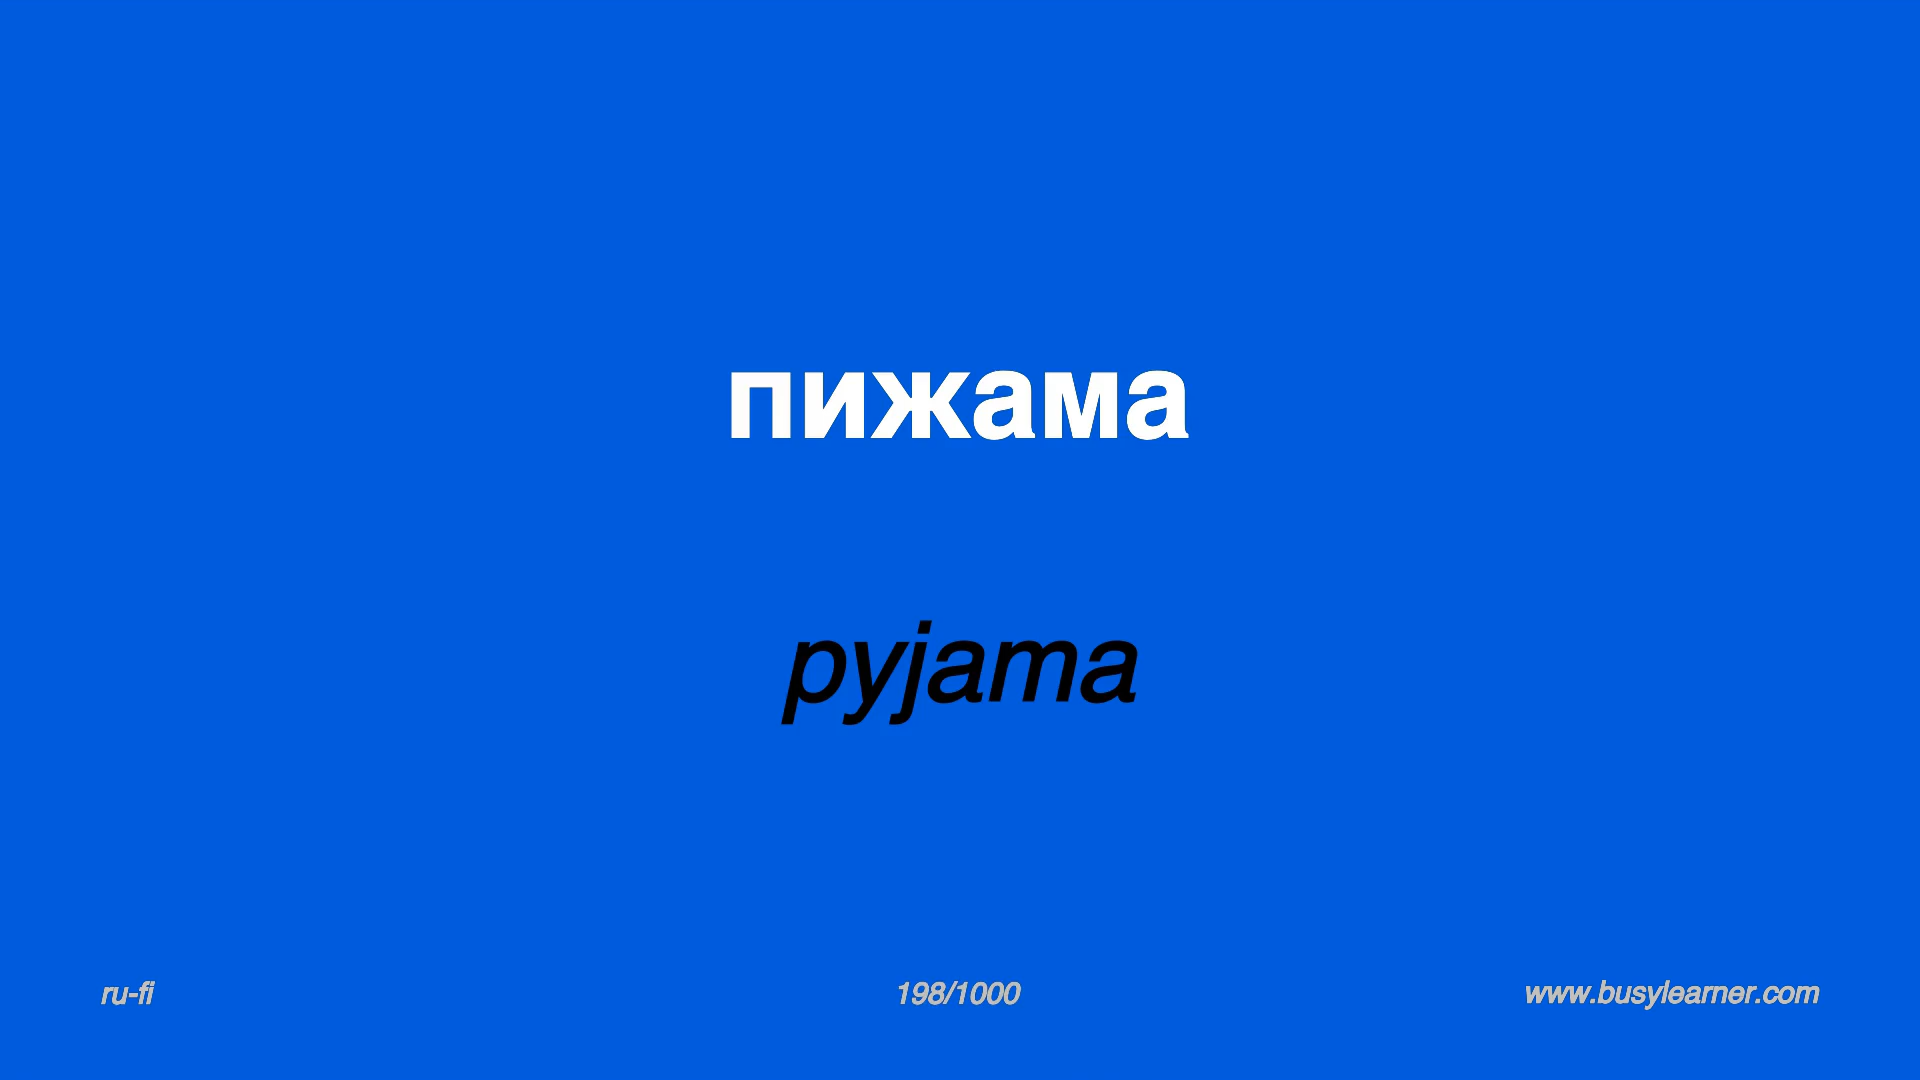 пижама
pyjama
ru-fi
198/1000
www.busylearner.com